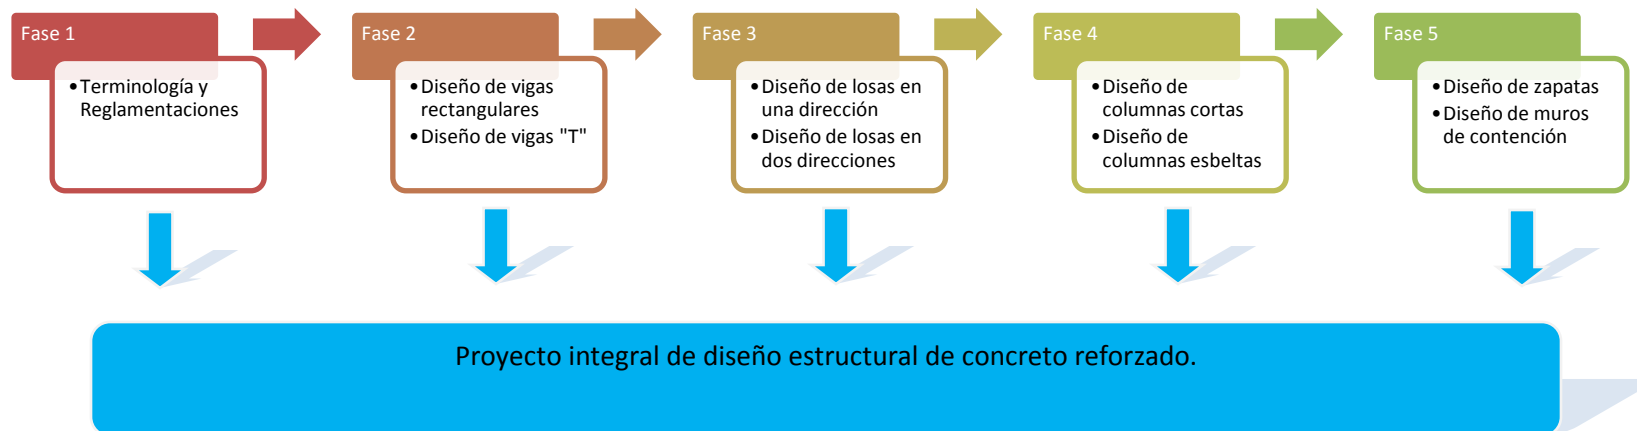 Fase 1
• Terminología y
Reglamentaciones
Fase 2
• Diseño de vigas
rectangulares
• Diseño de vigas "T"
Fase 3
• Diseño de losas en
una dirección
• Diseño de losas en
dos direcciones
Fase 4
• Diseño de
columnas cortas
• Diseño de
columnas esbeltas
Fase 5
• Diseño de zapatas
• Diseño de muros
de contención
Proyecto integral de diseño estructural de concreto reforzado.